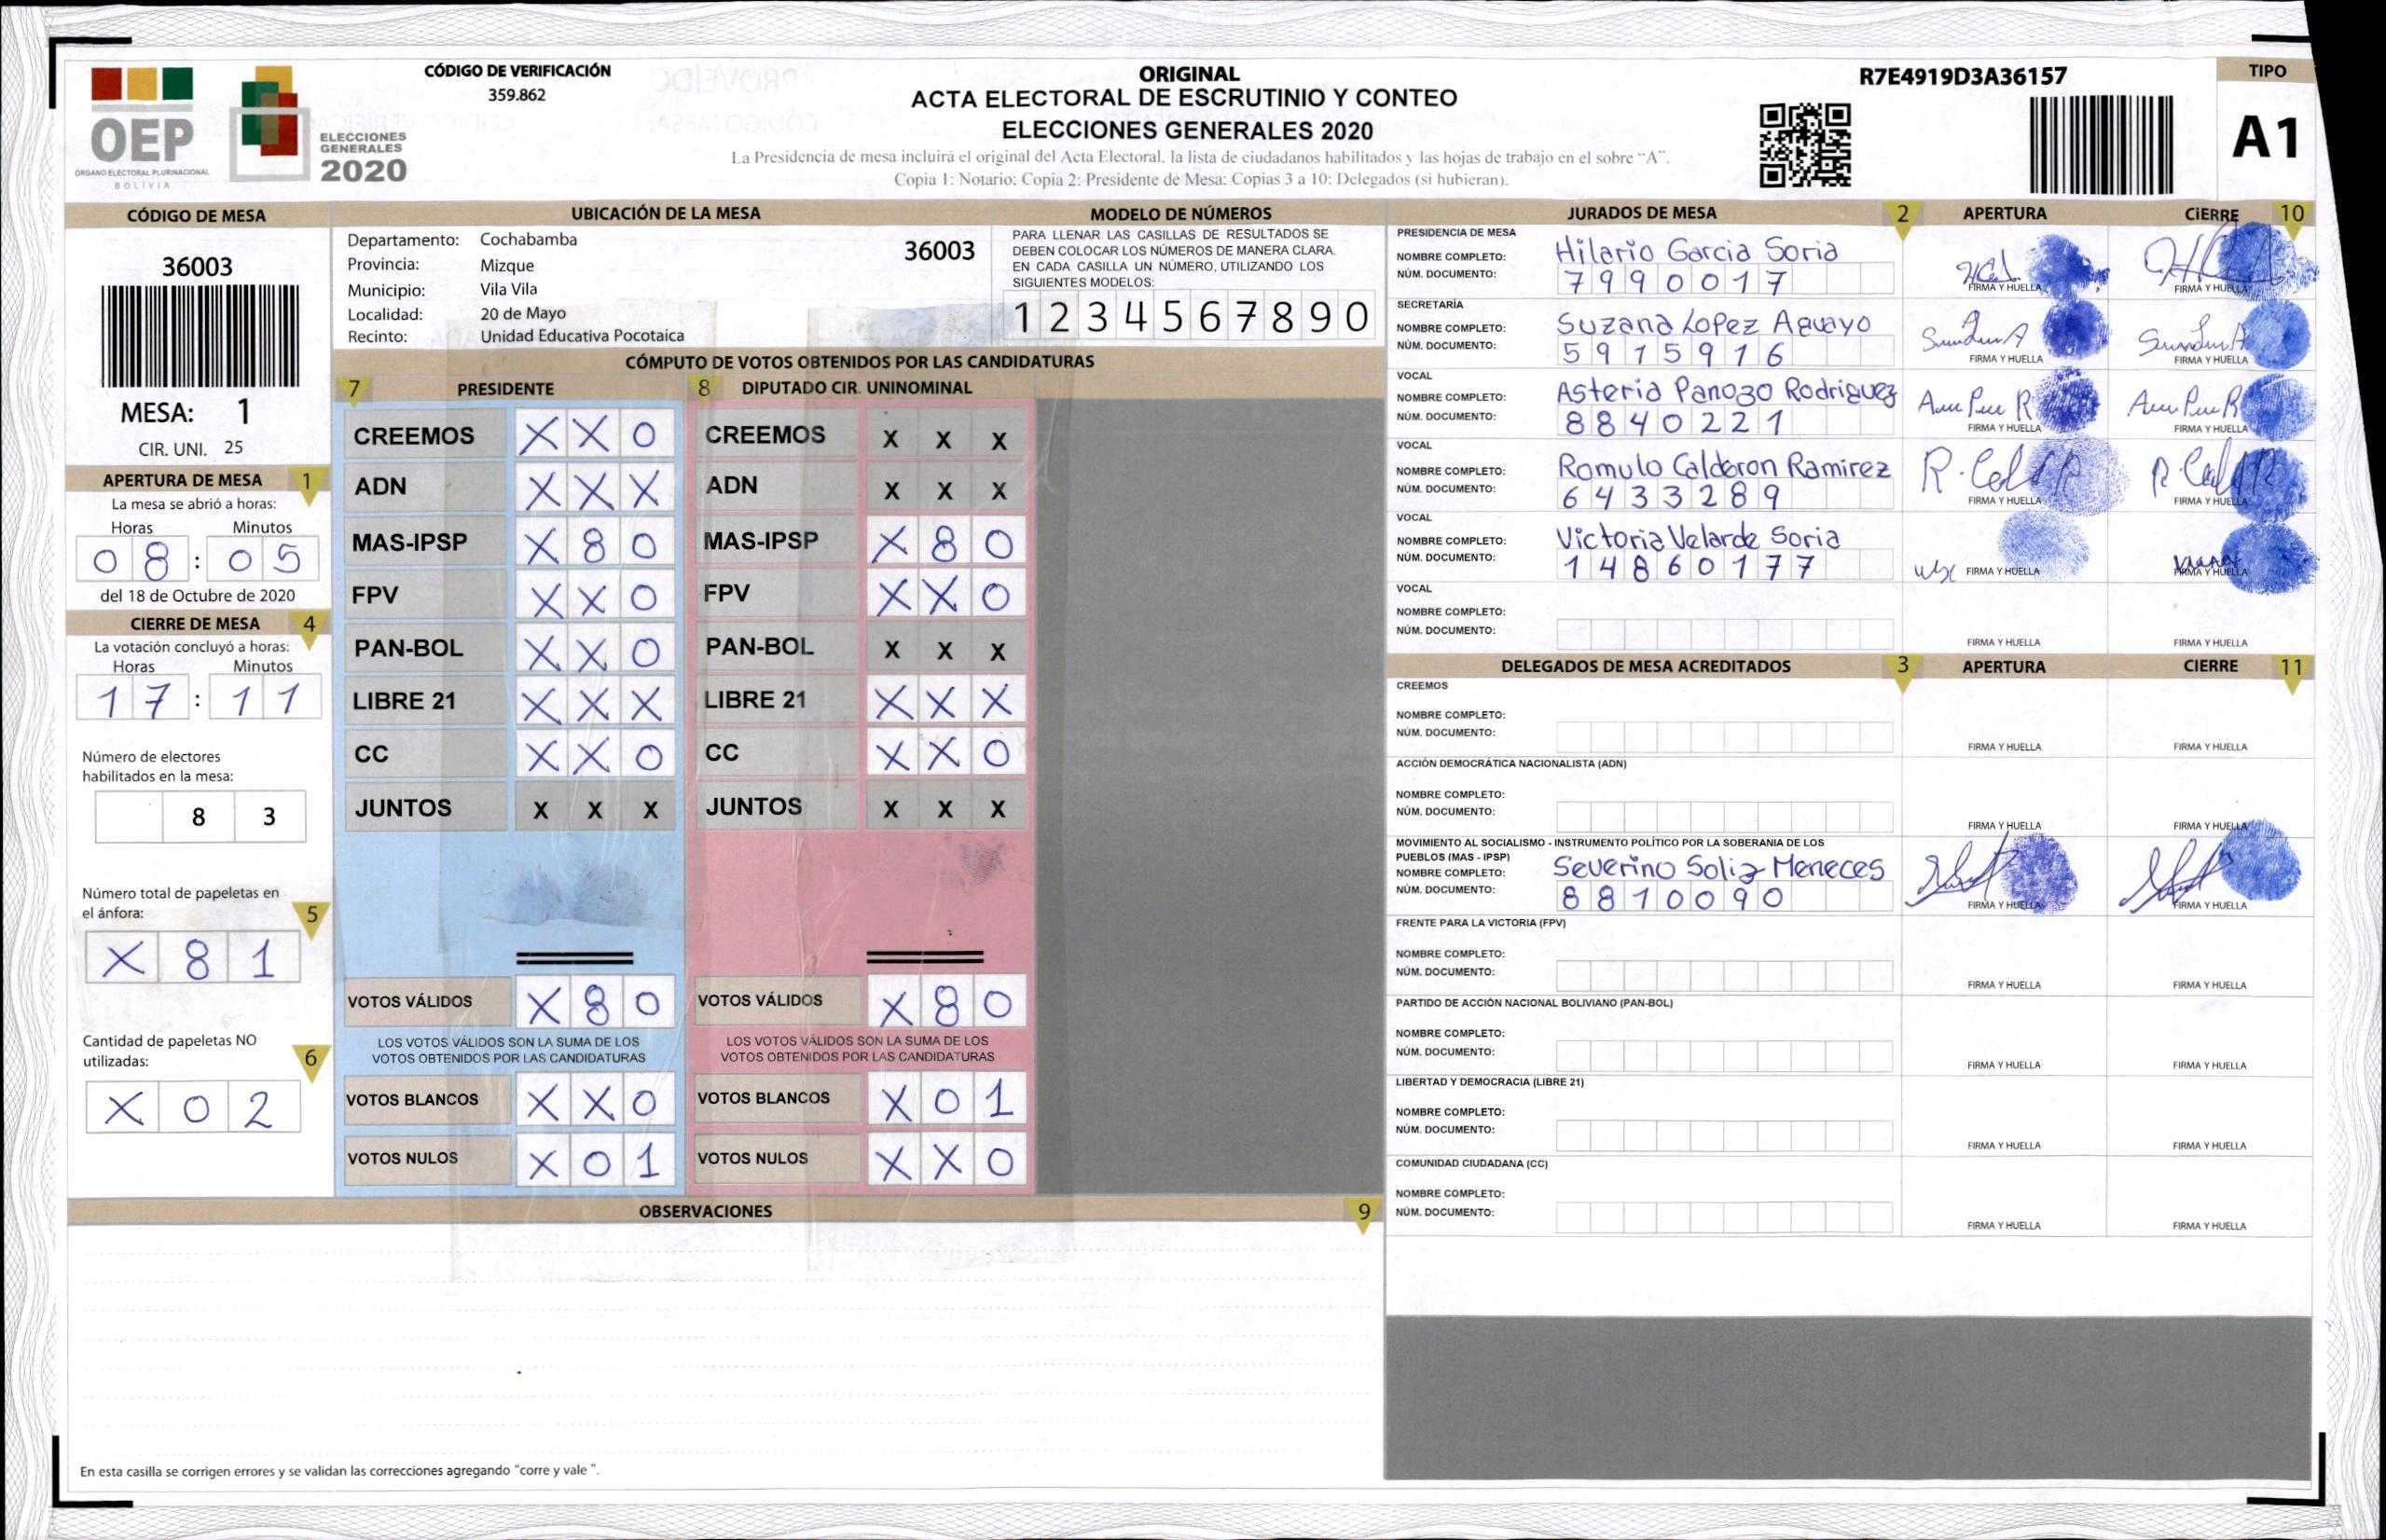 CÓDIGO DE VERIFICACIÓN
359.862
OEP
ÓRGANO ELECTORAL PLURINACIONAL
BOLIVIA
ELECCIONES
GENERALES
2020
ORIGINAL
ACTA ELECTORAL DE ESCRUTINIO Y CONTEO
ELECCIONES GENERALES 2020
La Presidencia de mesa incluirá el original del Acta Electoral, la lista de ciudadanos habilitados y las hojas de trabajo en el sobre “A”.
Copia 1: Notario; Copia 2: Presidente de Mesa; Copias 3 a 10: Delegados (si hubieran).
R7E4919D3A36157
TIPO
A1
CÓDIGO DE MESA
36003
MESA: 1
CIR. UNI. 25
APERTURA DE MESA 1
La mesa se abrió a horas:
Horas Minutos
08 : 05
del 18 de Octubre de 2020
CIERRE DE MESA 4
La votación concluyó a horas:
Horas Minutos
17 : 11
Número de electores
habilitados en la mesa:
8 3
Número total de papeletas en
el ánfora: 5
X 8 1
Cantidad de papeletas NO
utilizadas: 6
X 0 2
UBICACIÓN DE LA MESA
Departamento: Cochabamba
36003
Provincia: Mizque
Municipio: Vila Vila
Localidad: 20 de Mayo
Recinto: Unidad Educativa Pocotaica
MODELO DE NÚMEROS
PARA LLENAR LAS CASILLAS DE RESULTADOS SE
DEBEN COLOCAR LOS NÚMEROS DE MANERA CLARA.
EN CADA CASILLA UN NÚMERO, UTILIZANDO LOS
SIGUIENTES MODELOS:
1 2 3 4 5 6 7 8 9 0
CÓMPUTO DE VOTOS OBTENIDOS POR LAS CANDIDATURAS
7 PRESIDENTE 8 DIPUTADO CIR. UNINOMINAL
CREEMOS X X 0 CREEMOS X X X
ADN X X X ADN X X X
MAS-IPSP X 8 0 MAS-IPSP X 8 0
FPV X X 0 FPV X X 0
PAN-BOL X X 0 PAN-BOL X X X
LIBRE 21 X X X LIBRE 21 X X X
CC X X 0 CC X X 0
JUNTOS X X X JUNTOS X X X
VOTOS VÁLIDOS X 8 0 VOTOS VÁLIDOS X 8 0
LOS VOTOS VÁLIDOS SON LA SUMA DE LOS LOS VOTOS VÁLIDOS SON LA SUMA DE LOS
VOTOS OBTENIDOS POR LAS CANDIDATURAS VOTOS OBTENIDOS POR LAS CANDIDATURAS
VOTOS BLANCOS X X 0 VOTOS BLANCOS X 0 1
VOTOS NULOS X 0 1 VOTOS NULOS X X 0
OBSERVACIONES 9
En esta casilla se corrigen errores y se validan las correcciones agregando "corre y vale ".
JURADOS DE MESA 2 APERTURA CIERRE 10
PRESIDENCIA DE MESA
NOMBRE COMPLETO: Hilario Garcia Soria
NÚM. DOCUMENTO: 7990017
FIRMA Y HUELLA FIRMA Y HUELLA
SECRETARÍA
NOMBRE COMPLETO: Suzana Lopez Aguayo
NÚM. DOCUMENTO: 5915916
FIRMA Y HUELLA FIRMA Y HUELLA
VOCAL
NOMBRE COMPLETO: Asteria Panozo Rodriguez
NÚM. DOCUMENTO: 8840221
FIRMA Y HUELLA FIRMA Y HUELLA
VOCAL
NOMBRE COMPLETO: Romulo Calderon Ramirez
NÚM. DOCUMENTO: 6433289
FIRMA Y HUELLA FIRMA Y HUELLA
VOCAL
NOMBRE COMPLETO: Victoria Velarde Soria
NÚM. DOCUMENTO: 14860177
FIRMA Y HUELLA FIRMA Y HUELLA
VOCAL
NOMBRE COMPLETO:
NÚM. DOCUMENTO:
FIRMA Y HUELLA FIRMA Y HUELLA
DELEGADOS DE MESA ACREDITADOS 3 APERTURA CIERRE 11
CREEMOS
NOMBRE COMPLETO:
NÚM. DOCUMENTO:
FIRMA Y HUELLA FIRMA Y HUELLA
ACCIÓN DEMOCRÁTICA NACIONALISTA (ADN)
NOMBRE COMPLETO:
NÚM. DOCUMENTO:
FIRMA Y HUELLA FIRMA Y HUELLA
MOVIMIENTO AL SOCIALISMO - INSTRUMENTO POLÍTICO POR LA SOBERANIA DE LOS
PUEBLOS (MAS - IPSP)
NOMBRE COMPLETO: Severino Soliz Meneces
NÚM. DOCUMENTO: 8810090
FIRMA Y HUELLA FIRMA Y HUELLA
FRENTE PARA LA VICTORIA (FPV)
NOMBRE COMPLETO:
NÚM. DOCUMENTO:
FIRMA Y HUELLA FIRMA Y HUELLA
PARTIDO DE ACCIÓN NACIONAL BOLIVIANO (PAN-BOL)
NOMBRE COMPLETO:
NÚM. DOCUMENTO:
FIRMA Y HUELLA FIRMA Y HUELLA
LIBERTAD Y DEMOCRACIA (LIBRE 21)
NOMBRE COMPLETO:
NÚM. DOCUMENTO:
FIRMA Y HUELLA FIRMA Y HUELLA
COMUNIDAD CIUDADANA (CC)
NOMBRE COMPLETO:
NÚM. DOCUMENTO:
FIRMA Y HUELLA FIRMA Y HUELLA